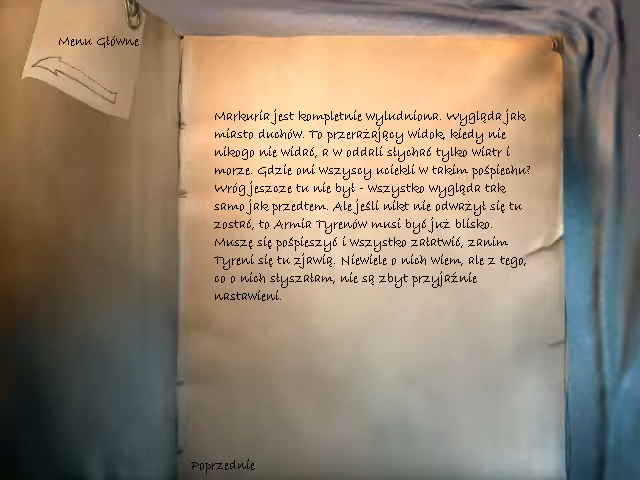 Menu Główne
Markuria jest kompletnie wyludniona. Wygląda jak
miasto duchów. To przerażający widok, kiedy nie
nikogo nie widać, a w oddali słychać tylko wiatr i
morze. Gdzie oni wszyscy uciekli w takim pośpiechu?
Wróg jeszcze tu nie był - wszystko wygląda tak
samo jak przedtem. Ale jeśli nikt nie odważył się tu
zostać, to Armia Tyrenów musi być już blisko.
Muszę się pośpieszyć i wszystko załatwić, zanim
Tyreni się tu zjawią. Niewiele o nich wiem, ale z tego,
co o nich słyszałam, nie są zbyt przyjaźnie
nastawieni.
Poprzednie